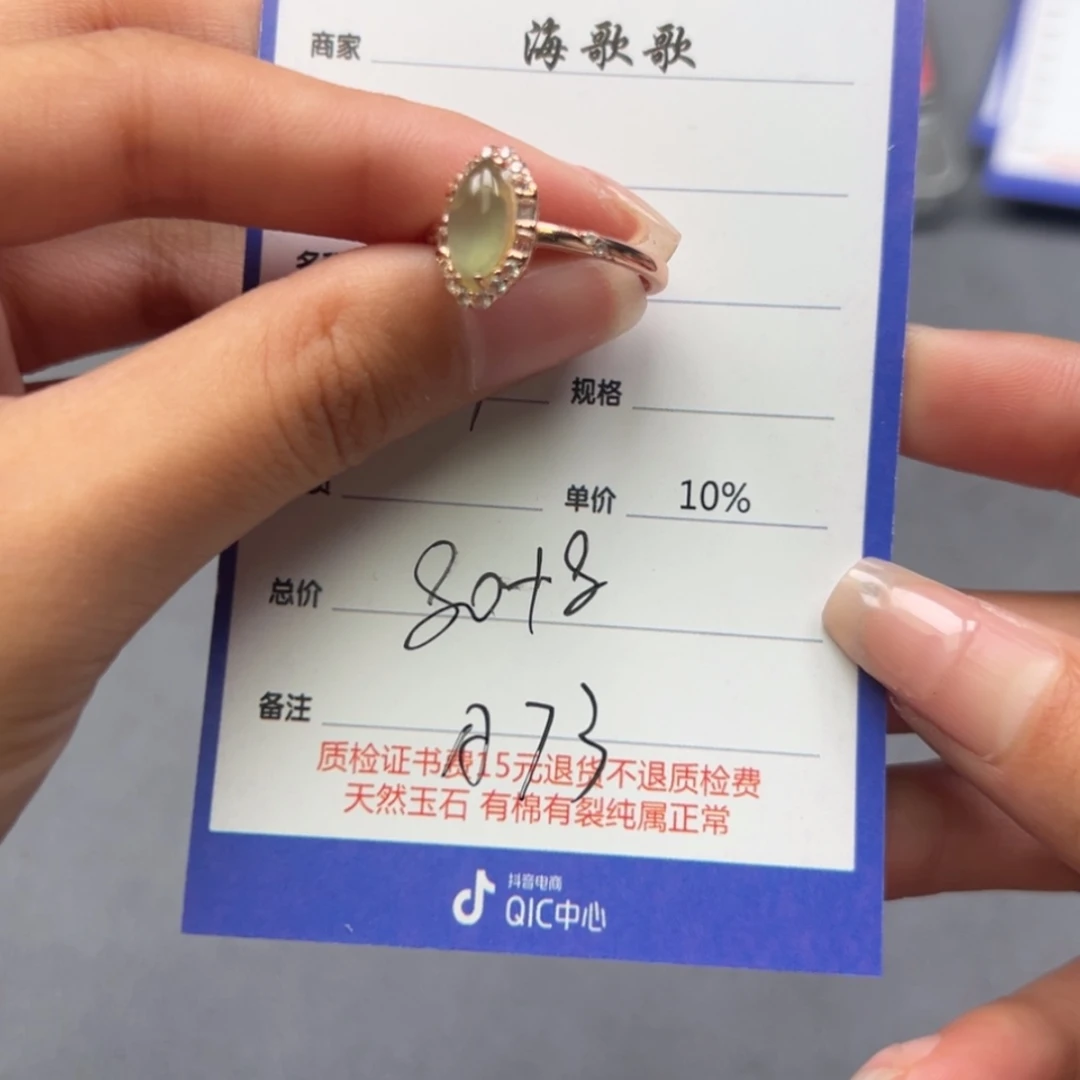 商家 海歌歌
规格
单价 10%
总价 80+8
备注 a73
质检证书费15元退货不退质检费
天然玉石 有棉有裂纯属正常
抖音电商
QIC中心